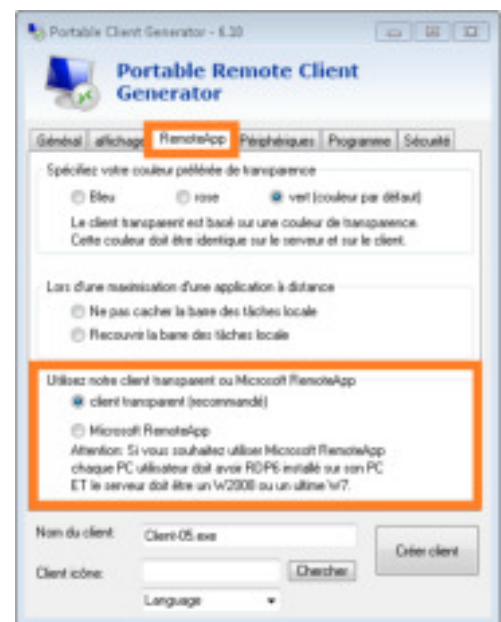 Portable Client Generator - 6.10
Portable Remote Client
Generator
Général affichage RemoteApp Périphériques Programme Sécurité
Spécifiez votre couleur préférée de transparence
Bleu rose vert (couleur par défaut)
Le client transparent est basé sur une couleur de transparence.
Cette couleur doit être identique sur le serveur et sur le client.
Lors d'une maximisation d'une application à distance
Ne pas cacher la barre des tâches locale
Recouvrir la barre des tâches locale
Utilisez notre client transparent ou Microsoft RemoteApp
client transparent (recommandé)
Microsoft RemoteApp
Attention: Si vous souhaitez utiliser Microsoft RemoteApp
chaque PC utilisateur doit avoir RDP6 installé sur son PC
ET le serveur doit être un W2008 ou un ultime W7.
Nom du client: Client-05.exe
Créer client
Client icône: Chercher
Language